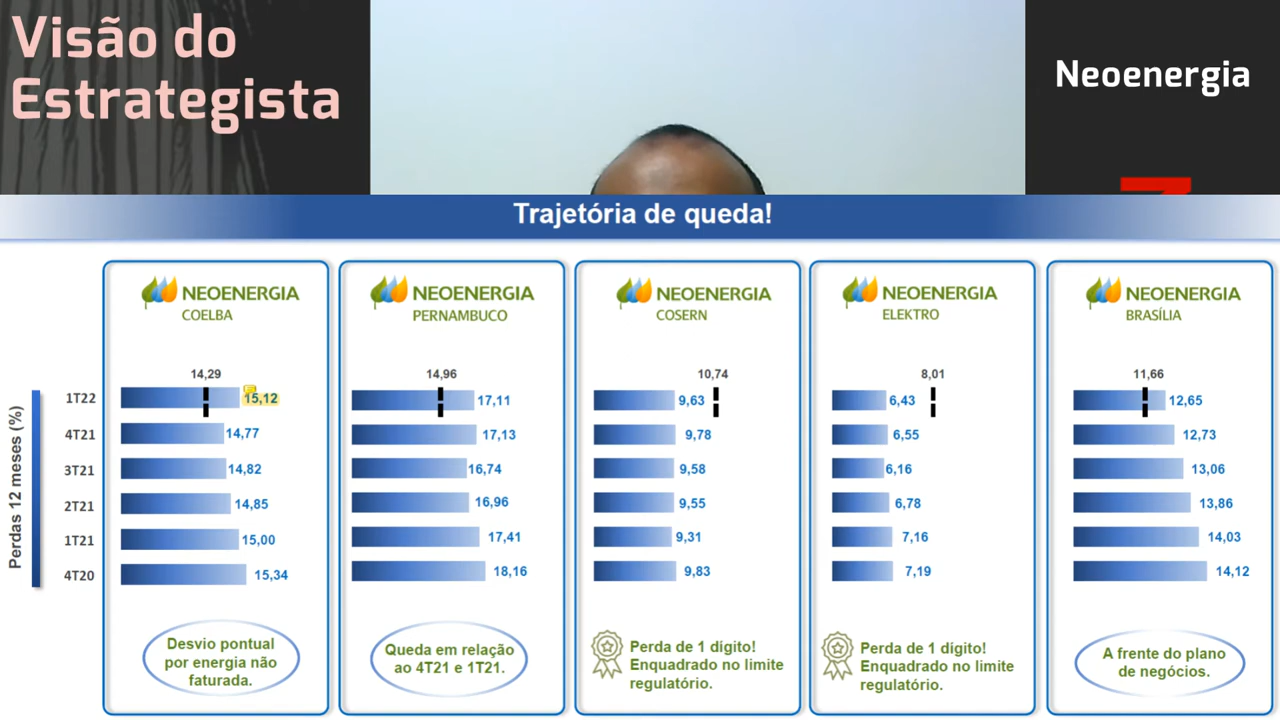 Visão do
Estrategista
Neoenergia
Trajetória de queda!
Perdas 12 meses (%)
1T22
4T21
3T21
2T21
1T21
4T20
NEOENERGIA
COELBA
14,29
15,12
14,77
14,82
14,85
15,00
15,34
Desvio pontual
por energia não
faturada.
NEOENERGIA
PERNAMBUCO
14,96
17,11
17,13
16,74
16,96
17,41
18,16
Queda em relação
ao 4T21 e 1T21.
NEOENERGIA
COSERN
10,74
9,63
9,78
9,58
9,55
9,31
9,83
Perda de 1 dígito!
Enquadrado no limite
regulatório.
NEOENERGIA
ELEKTRO
8,01
6,43
6,55
6,16
6,78
7,16
7,19
Perda de 1 dígito!
Enquadrado no limite
regulatório.
NEOENERGIA
BRASÍLIA
11,66
12,65
12,73
13,06
13,86
14,03
14,12
A frente do plano
de negócios.